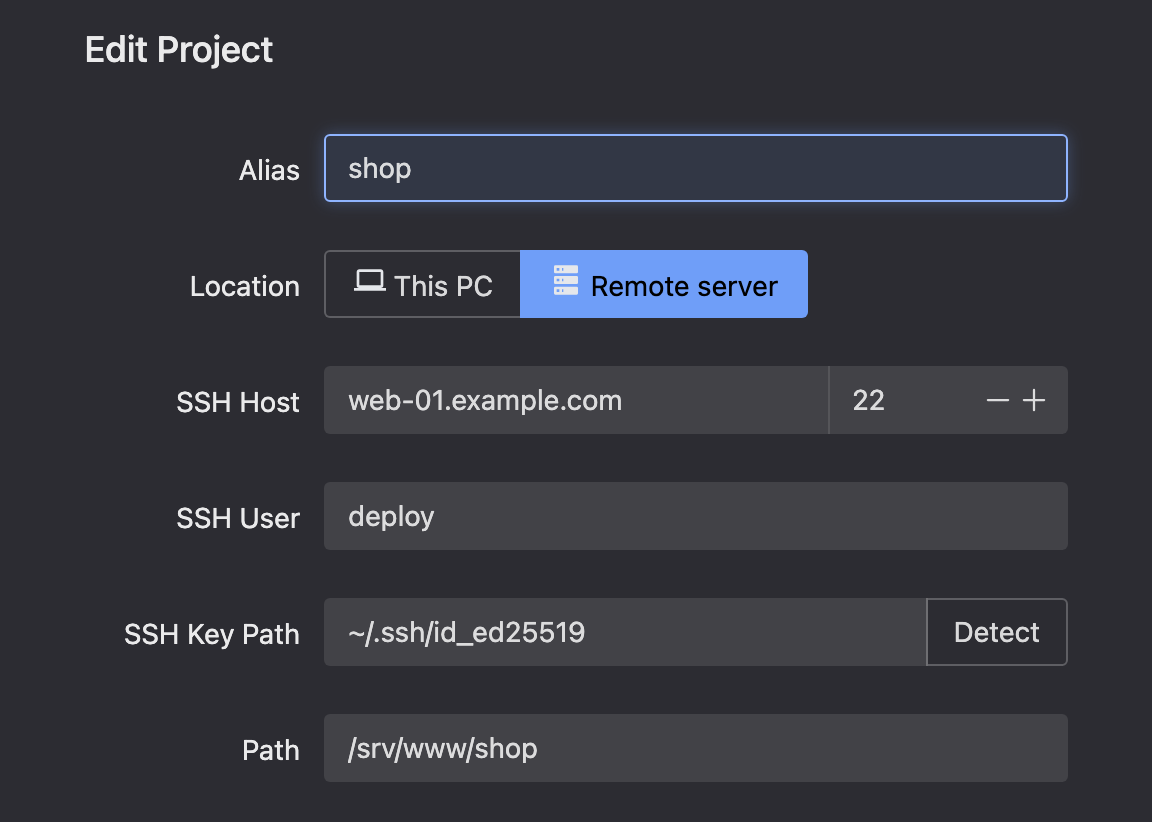 Edit Project
Alias shop
Location This PC Remote server
SSH Host web-01.example.com 22
SSH User deploy
SSH Key Path ~/.ssh/id_ed25519 Detect
Path /srv/www/shop